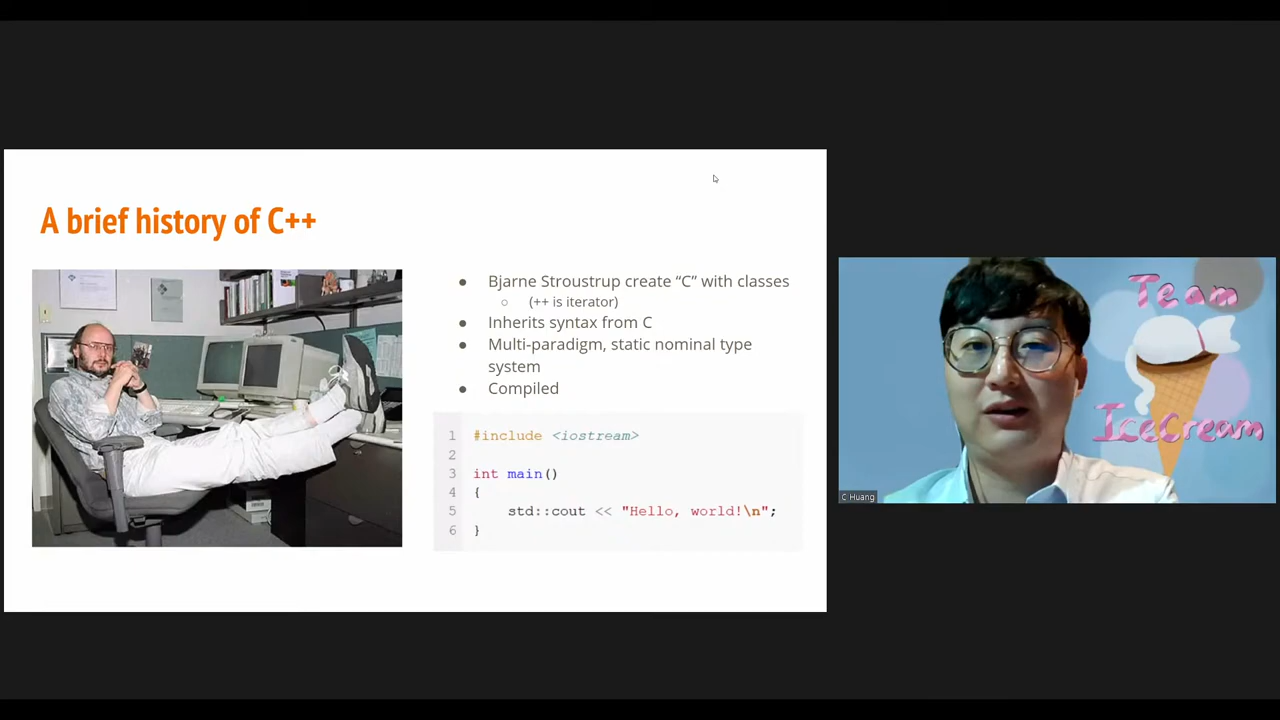 A brief history of C++
● Bjarne Stroustrup create “C” with classes
○ (++ is iterator)
● Inherits syntax from C
● Multi-paradigm, static nominal type
system
● Compiled
1 #include <iostream>
2
3 int main()
4 {
5 std::cout << "Hello, world!\n";
6 }
Team
IceCream
C Huang